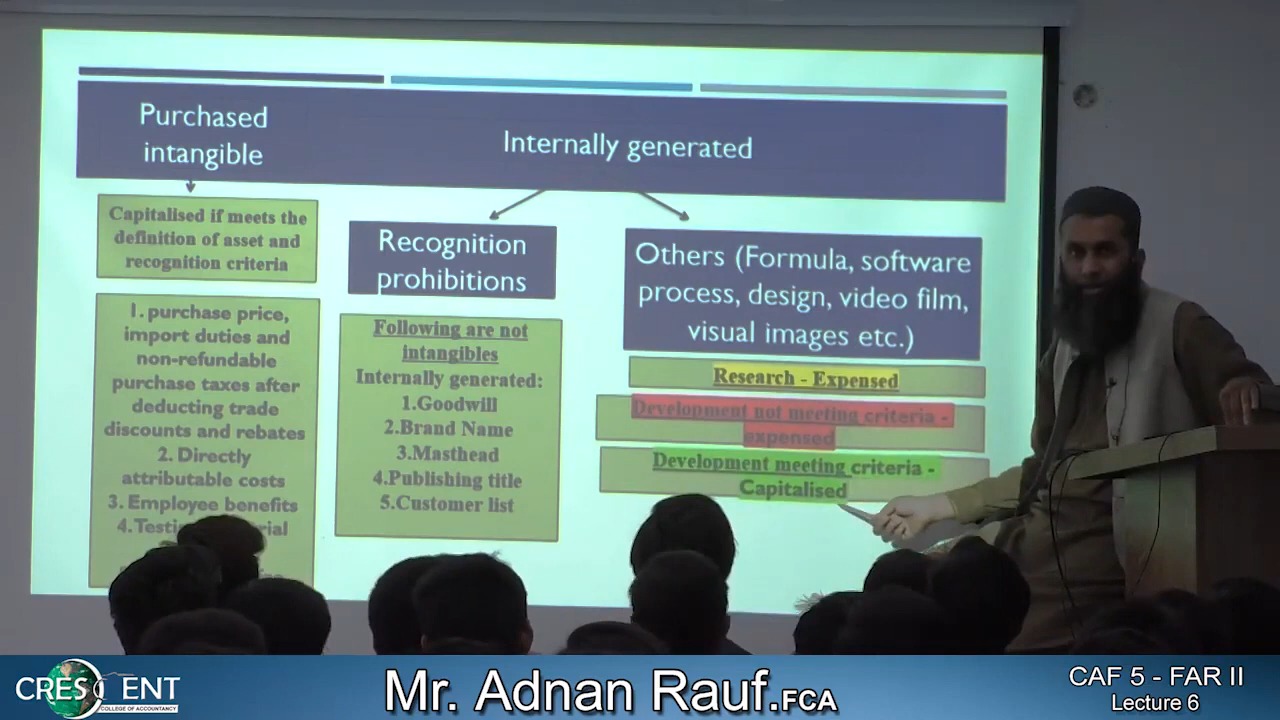 Purchased
intangible
Internally generated
Capitalised if meets the
definition of asset and
recognition criteria
1. purchase price,
import duties and
non-refundable
purchase taxes after
deducting trade
discounts and rebates
2. Directly
attributable costs
3. Employee benefits
4.
Recognition
prohibitions
Following are not
intangibles
Internally generated:
1.Goodwill
2.Brand Name
3.Masthead
4.Publishing title
5.Customer list
Others (Formula, software
process, design, video film,
visual images etc.)
Research - Expensed
Development not meeting criteria -
expensed
Development meeting criteria -
Capitalised
CRESCENT
COLLEGE OF ACCOUNTANCY
Mr. Adnan Rauf.FCA
CAF 5 - FAR II
Lecture 6